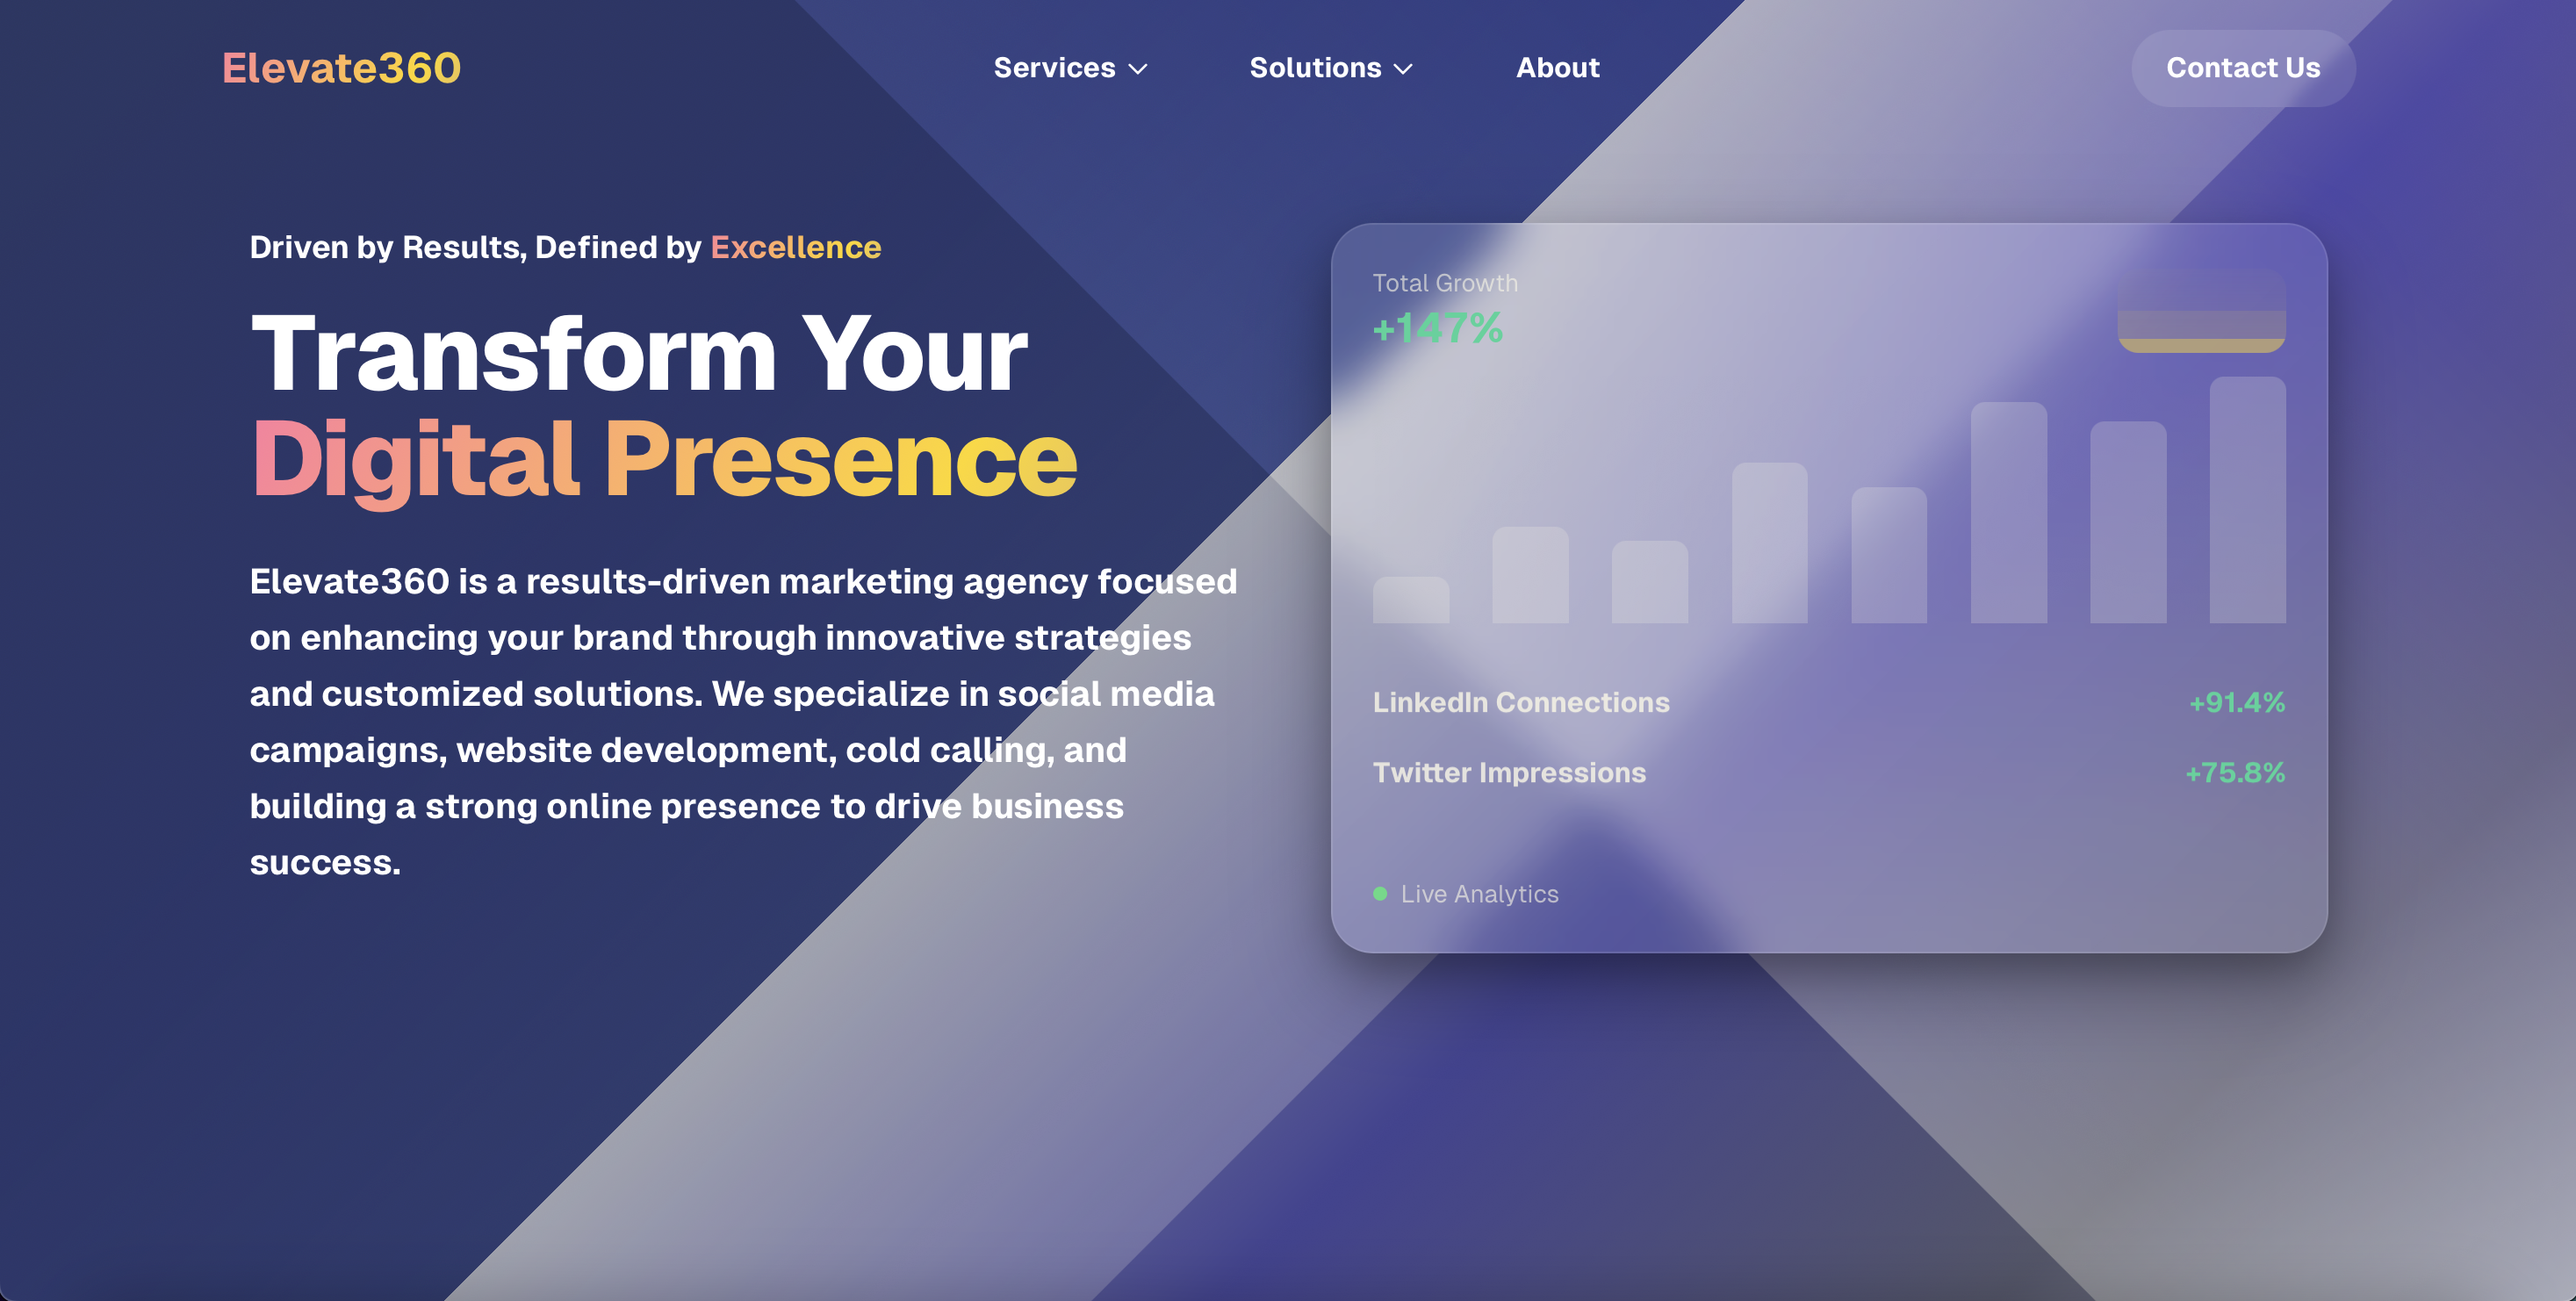 Elevate360
Services
Solutions
About
Contact Us
Driven by Results, Defined by Excellence
Transform Your
Digital Presence
Elevate360 is a results-driven marketing agency focused
on enhancing your brand through innovative strategies
and customized solutions. We specialize in social media
campaigns, website development, cold calling, and
building a strong online presence to drive business
success.
Total Growth
+147%
LinkedIn Connections +91.4%
Twitter Impressions +75.8%
Live Analytics